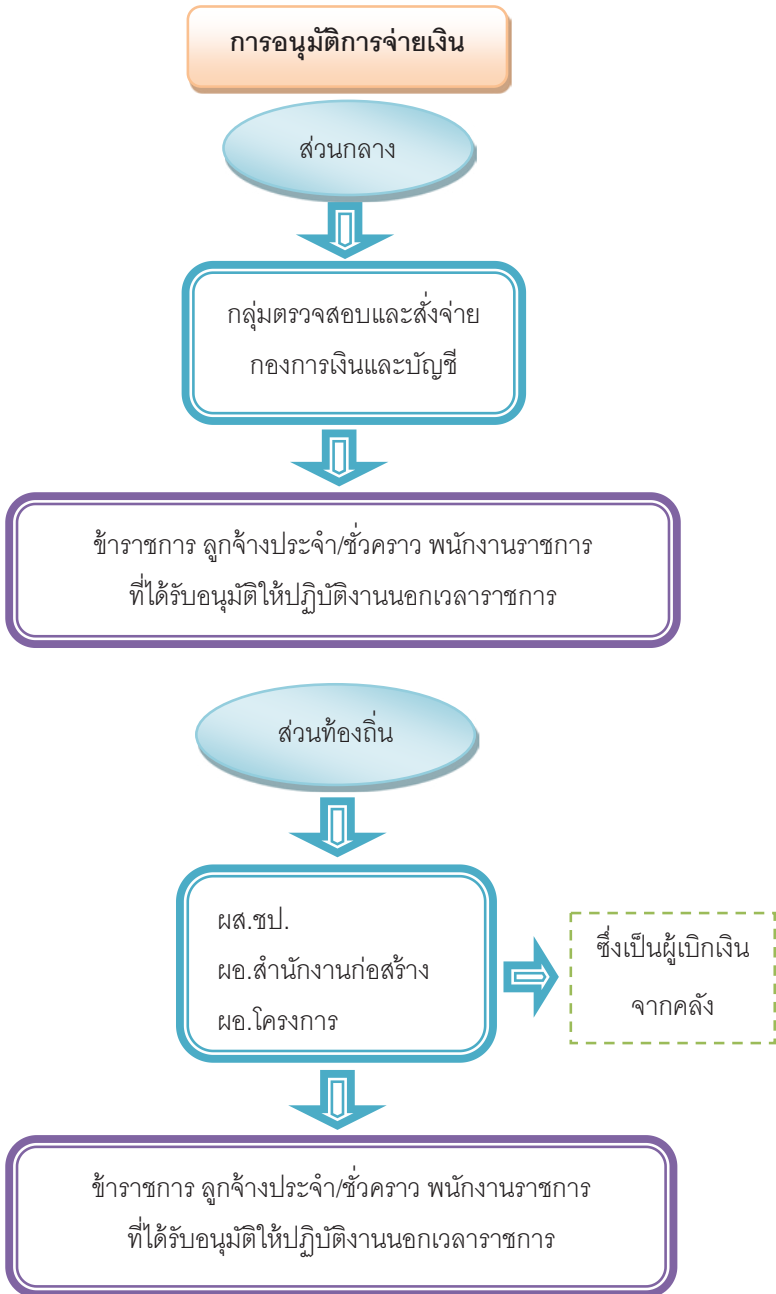 การอนุมัติการจ่ายเงิน
ส่วนกลาง
กลุ่มตรวจสอบและสั่งจ่าย
กองการเงินและบัญชี
ข้าราชการ ลูกจ้างประจำ/ชั่วคราว พนักงานราชการ
ที่ได้รับอนุมัติให้ปฏิบัติงานนอกเวลาราชการ
ส่วนท้องถิ่น
ผส.ชป.
ผอ.สำนักงานก่อสร้าง
ผอ.โครงการ
ซึ่งเป็นผู้เบิกเงิน
จากคลัง
ข้าราชการ ลูกจ้างประจำ/ชั่วคราว พนักงานราชการ
ที่ได้รับอนุมัติให้ปฏิบัติงานนอกเวลาราชการ